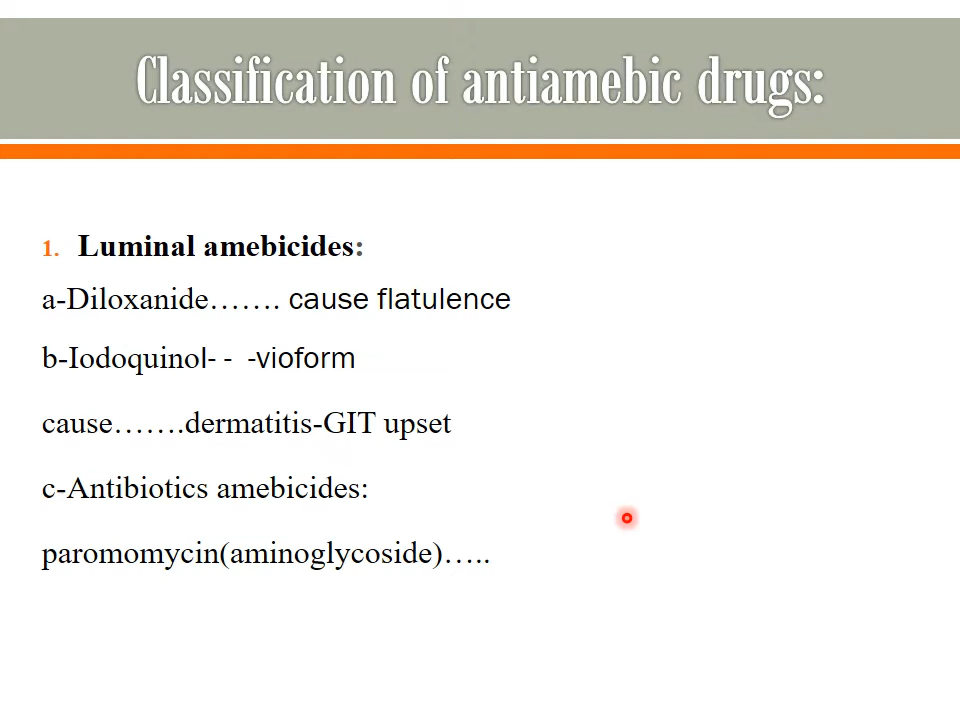 Classification of antiamebic drugs:
1. Luminal amebicides:
a-Diloxanide……. cause flatulence
b-Iodoquinol- - -vioform
cause…….dermatitis-GIT upset
c-Antibiotics amebicides:
paromomycin(aminoglycoside)…..